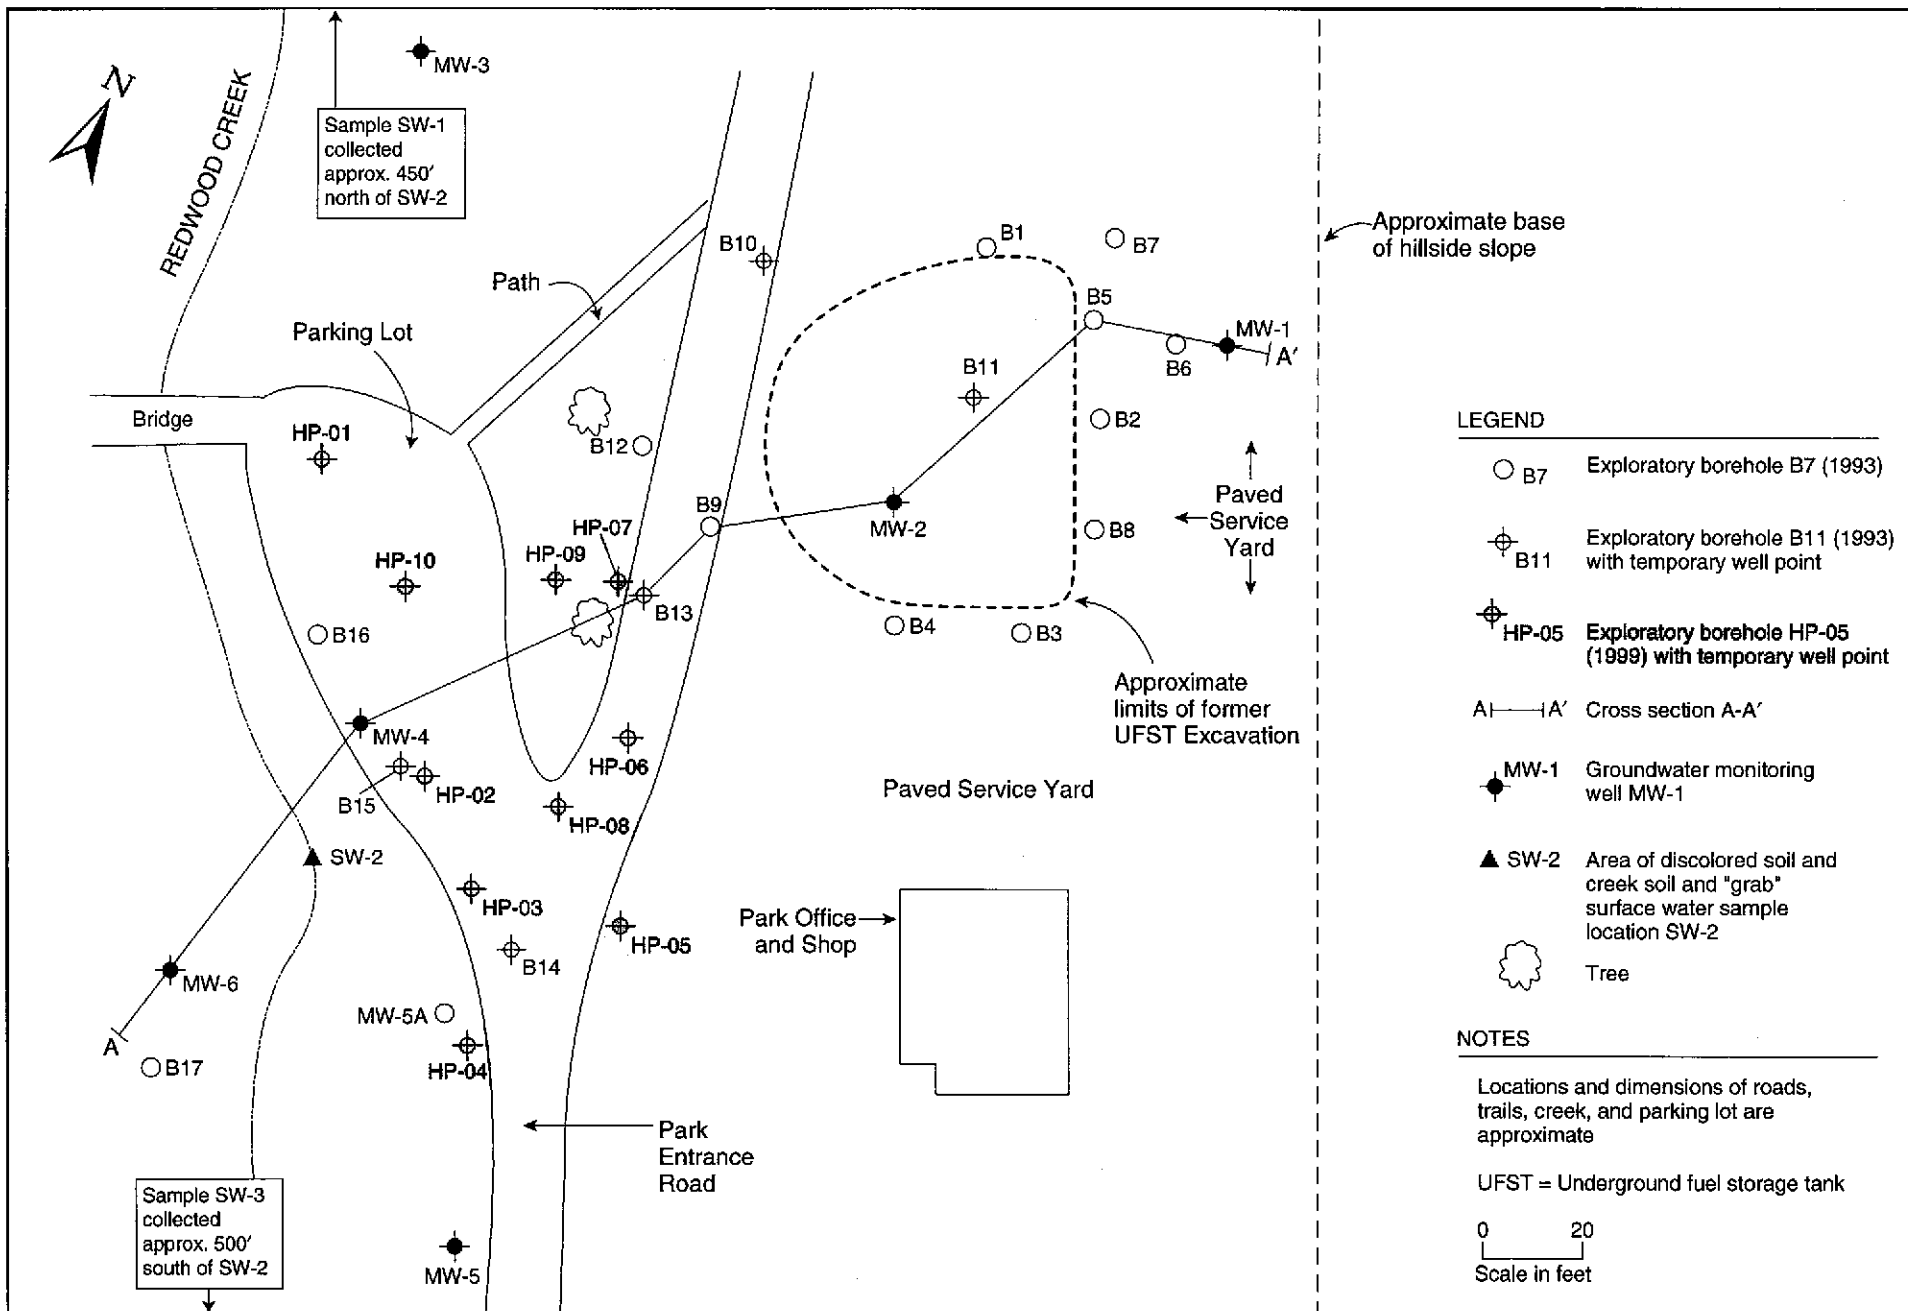 N
REDWOOD CREEK
MW-3
Sample SW-1
collected
approx. 450'
north of SW-2
Path
Parking Lot
Bridge
B10
B1
B7
B5
MW-1
A'
B6
B11
B2
Approximate base
of hillside slope
HP-01
B12
B9
MW-2
B8
Paved
Service
Yard
HP-07
HP-09
HP-10
B13
B16
B4
B3
Approximate
limits of former
UFST Excavation
MW-4
HP-06
B15
HP-02
HP-08
Paved Service Yard
SW-2
HP-03
HP-05
B14
Park Office
and Shop
MW-6
MW-5A
A
B17
HP-04
Park
Entrance
Road
Sample SW-3
collected
approx. 500'
south of SW-2
MW-5
LEGEND
B7
Exploratory borehole B7 (1993)
B11
Exploratory borehole B11 (1993)
with temporary well point
HP-05
Exploratory borehole HP-05
(1999) with temporary well point
A A' Cross section A-A'
MW-1
Groundwater monitoring
well MW-1
SW-2
Area of discolored soil and
creek soil and "grab"
surface water sample
location SW-2
Tree
NOTES
Locations and dimensions of roads,
trails, creek, and parking lot are
approximate
UFST = Underground fuel storage tank
0 20
Scale in feet